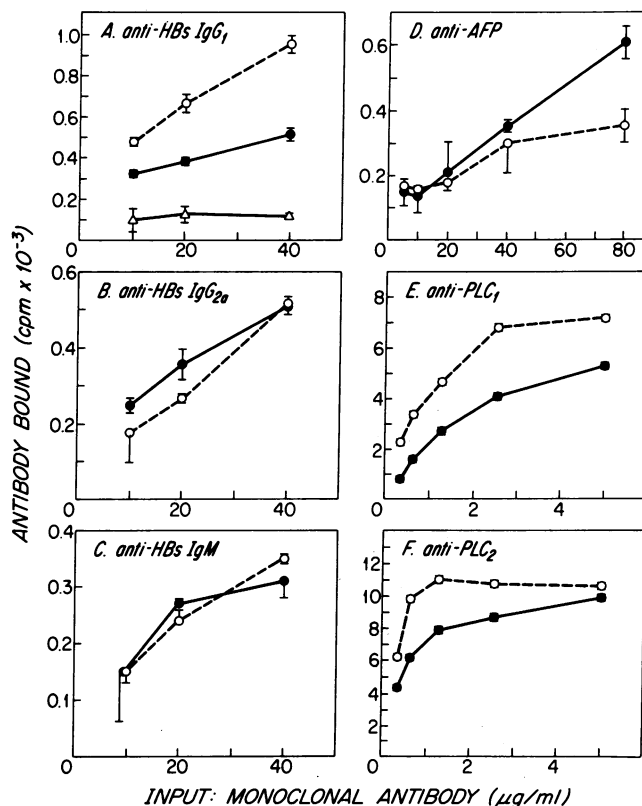 A. anti-HBs IgG1
1.0
0.8
0.6
0.4
0.2
0
0 20 40
D. anti-AFP
0.6
0.4
0.2
0 20 40 60 80
B. anti-HBs IgG2a
0.6
0.4
0.2
0 20 40
E. anti-PLC1
8
6
4
2
0 2 4
C. anti-HBs IgM
0.4
0.3
0.2
0.1
0 20 40
F. anti-PLC2
12
10
8
6
4
2
0 0 2 4
ANTIBODY BOUND (cpm x 10⁻³)
INPUT: MONOCLONAL ANTIBODY (µg/ml)